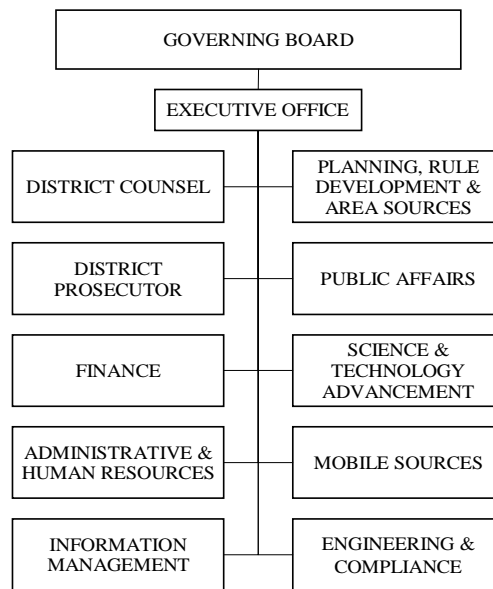 GOVERNING BOARD
EXECUTIVE OFFICE
DISTRICT COUNSEL
PLANNING, RULE
DEVELOPMENT &
AREA SOURCES
DISTRICT
PROSECUTOR
PUBLIC AFFAIRS
FINANCE
SCIENCE &
TECHNOLOGY
ADVANCEMENT
ADMINISTRATIVE &
HUMAN RESOURCES
MOBILE SOURCES
INFORMATION
MANAGEMENT
ENGINEERING &
COMPLIANCE